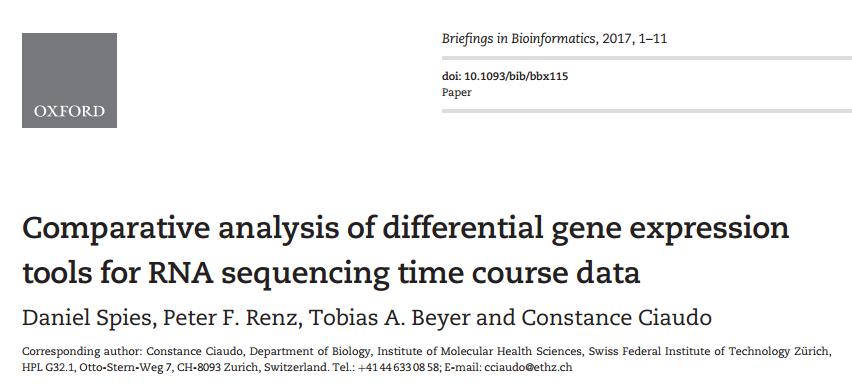 OXFORD
Briefings in Bioinformatics, 2017, 1–11
doi: 10.1093/bib/bbx115
Paper
Comparative analysis of differential gene expression
tools for RNA sequencing time course data
Daniel Spies, Peter F. Renz, Tobias A. Beyer and Constance Ciaudo
Corresponding author: Constance Ciaudo, Department of Biology, Institute of Molecular Health Sciences, Swiss Federal Institute of Technology Zürich,
HPL G32.1, Otto-Stern-Weg 7, CH-8093 Zurich, Switzerland. Tel.: +41 44 633 08 58; E-mail: cciaudo@ethz.ch